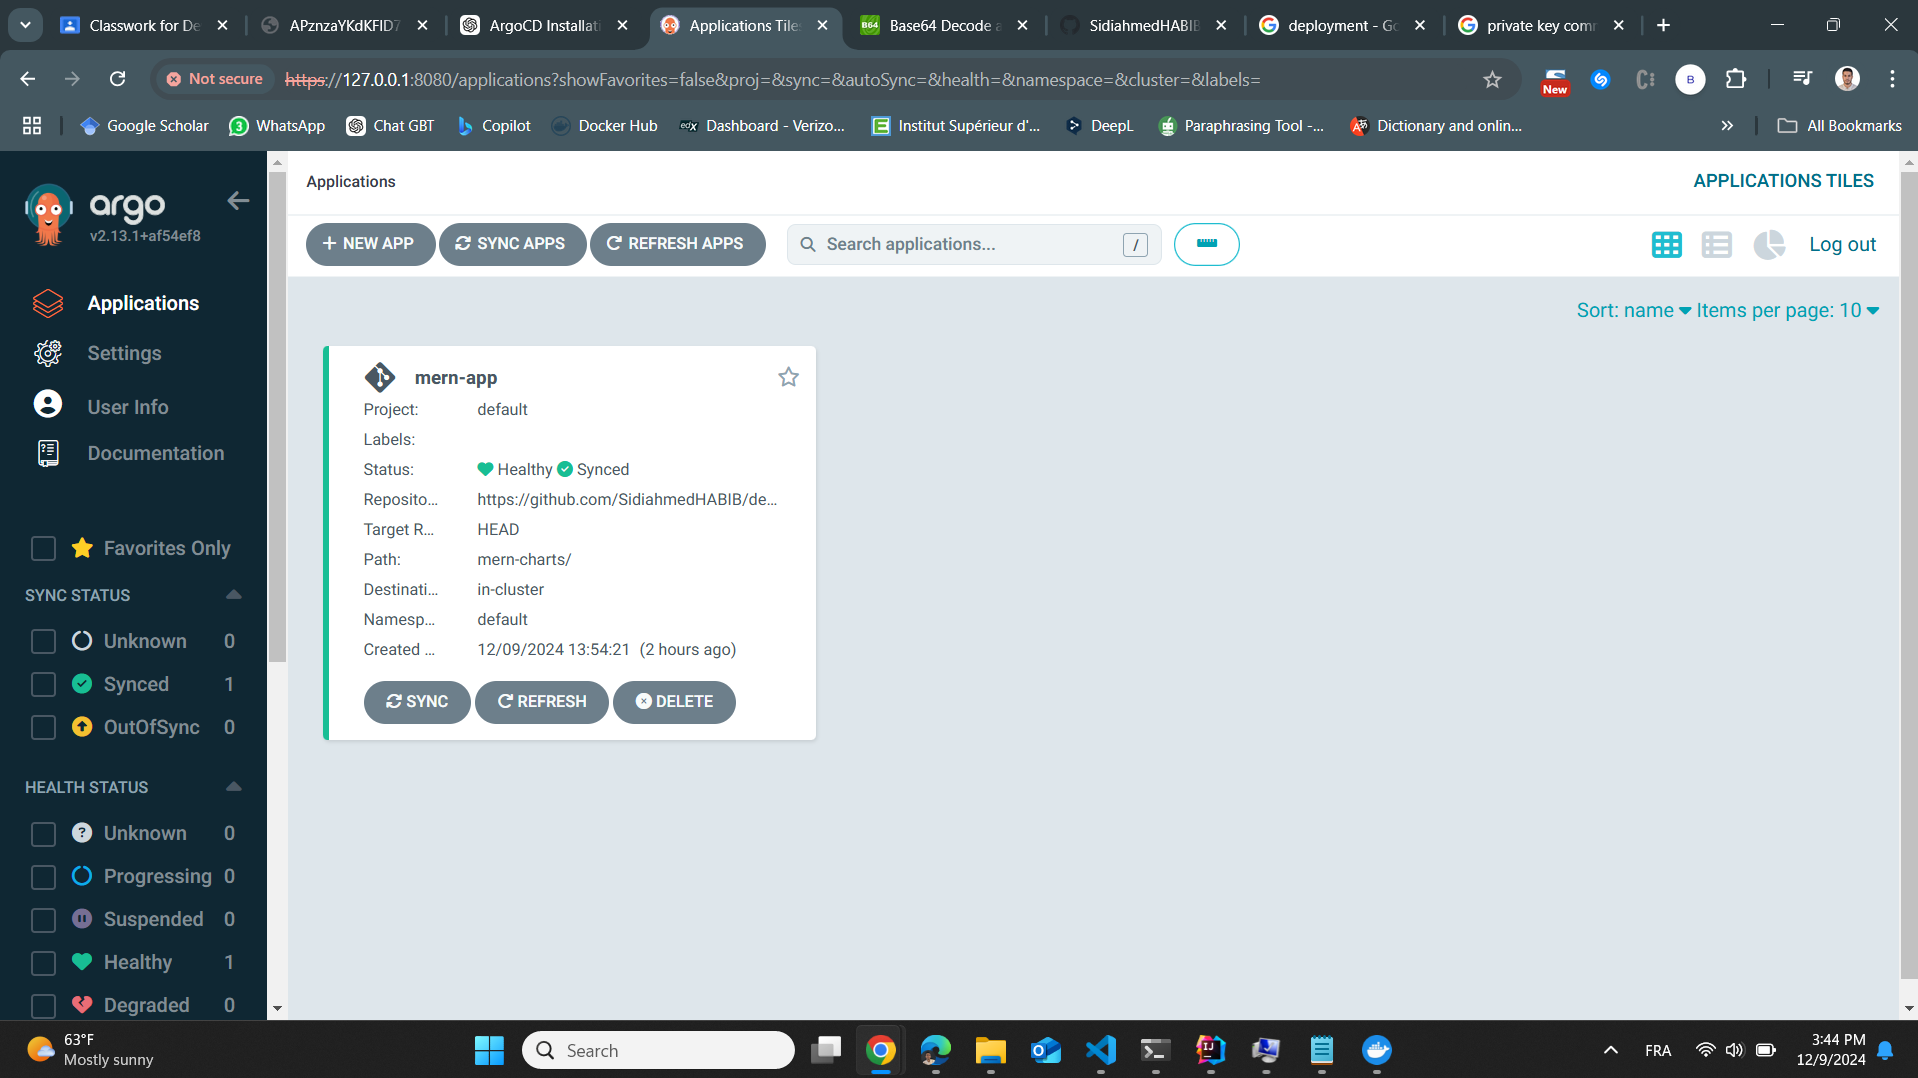 Classwork for De
APznzaYKdKFID7
ArgoCD Installati
Applications Tiles
Base64 Decode a
SidiahmedHABIB
deployment - Go
private key com
Not secure
https://127.0.0.1:8080/applications?showFavorites=false&proj=&sync=&autoSync=&health=&namespace=&cluster=&labels=
New
B
Google Scholar
3
WhatsApp
Chat GBT
Copilot
Docker Hub
edx
Dashboard - Verizo...
Institut Supérieur d'...
DeepL
Paraphrasing Tool -...
Dictionary and onlin...
All Bookmarks
argo
v2.13.1+af54ef8
Applications
Settings
User Info
Documentation
Favorites Only
SYNC STATUS
Unknown 0
Synced 1
OutOfSync 0
HEALTH STATUS
Unknown 0
Progressing 0
Suspended 0
Healthy 1
Degraded 0
Applications
APPLICATIONS TILES
+ NEW APP
SYNC APPS
REFRESH APPS
Search applications...
/
Log out
Sort: name
Items per page: 10
mern-app
Project: default
Labels:
Status: Healthy Synced
Reposito... https://github.com/SidiahmedHABIB/de...
Target R... HEAD
Path: mern-charts/
Destinati... in-cluster
Namesp... default
Created ... 12/09/2024 13:54:21 (2 hours ago)
SYNC
REFRESH
DELETE
63°F
Mostly sunny
Search
FRA
3:44 PM
12/9/2024